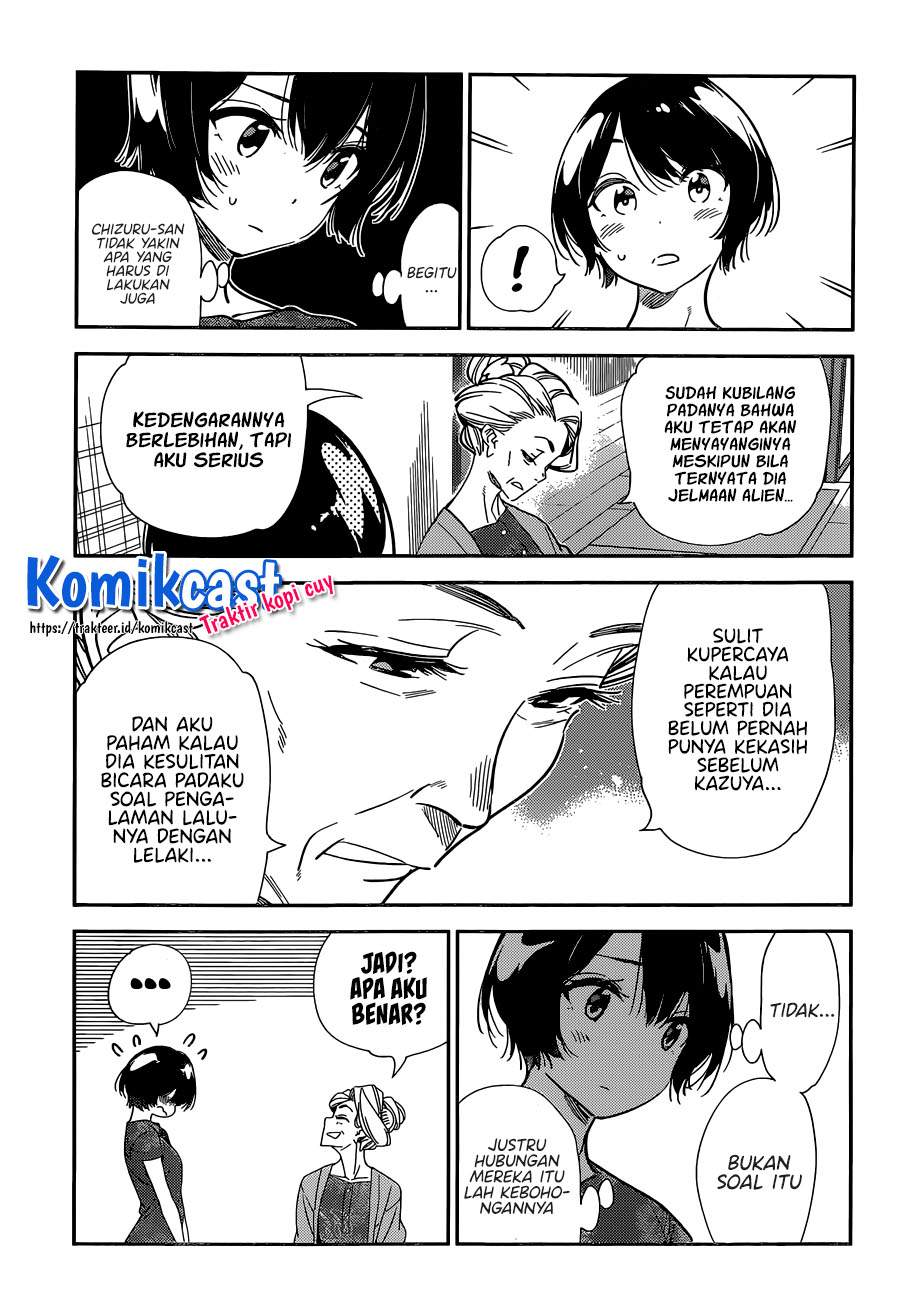 !
BEGITU
...
CHIZURU-SAN
TIDAK YAKIN
APA YANG
HARUS DI
LAKUKAN
JUGA
SUDAH KUBILANG
PADANYA BAHWA
AKU TETAP AKAN
MENYAYANGINYA
MESKIPUN BILA
TERNYATA DIA
JELMAAN ALIEN...
KEDENGARANNYA
BERLEBIHAN, TAPI
AKU SERIUS
Komikcast
Traktir kopi cuy
https://trakteer.id/komikcast
SULIT
KUPERCAYA
KALAU
PEREMPUAN
SEPERTI DIA
BELUM PERNAH
PUNYA KEKASIH
SEBELUM
KAZUYA...
DAN AKU
PAHAM KALAU
DIA KESULITAN
BICARA PADAKU
SOAL PENGA-
LAMAN LALU-
NYA DENGAN
LELAKI...
TIDAK...
BUKAN
SOAL ITU
JUSTRU
HUBUNGAN
MEREKA ITU
LAH KEBOHO-
NGANNYA
JADI?
APA AKU
BENAR?
...